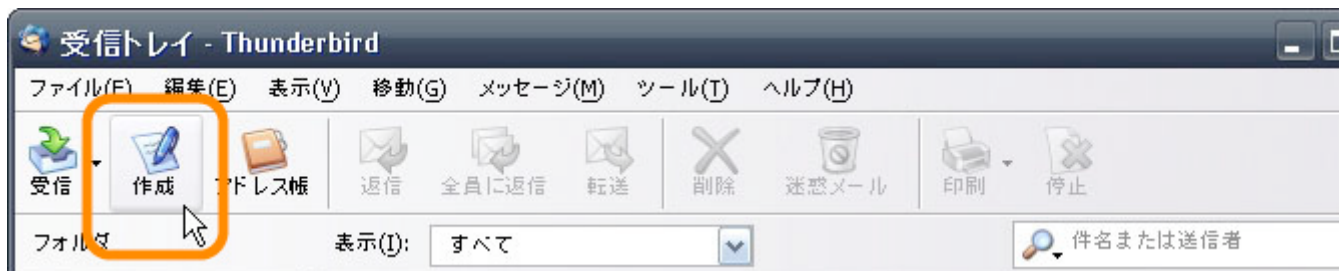 受信トレイ - Thunderbird
ファイル(F) 編集(E) 表示(V) 移動(G) メッセージ(M) ツール(T) ヘルプ(H)
受信 作成 アドレス帳 返信 全員に返信 転送 削除 迷惑メール 印刷 停止
フォルダ 表示(I): すべて 件名または送信者